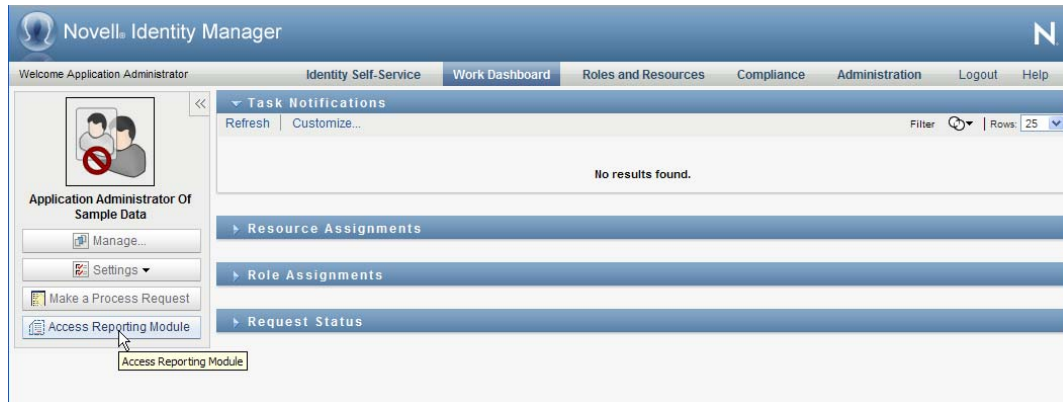 Novell® Identity Manager
N
Welcome Application Administrator
Identity Self-Service
Work Dashboard
Roles and Resources
Compliance
Administration
Logout
Help
Task Notifications
Refresh | Customize...
Filter
Rows: 25
No results found.
Application Administrator Of
Sample Data
Manage...
Settings
Make a Process Request
Access Reporting Module
Access Reporting Module
Resource Assignments
Role Assignments
Request Status